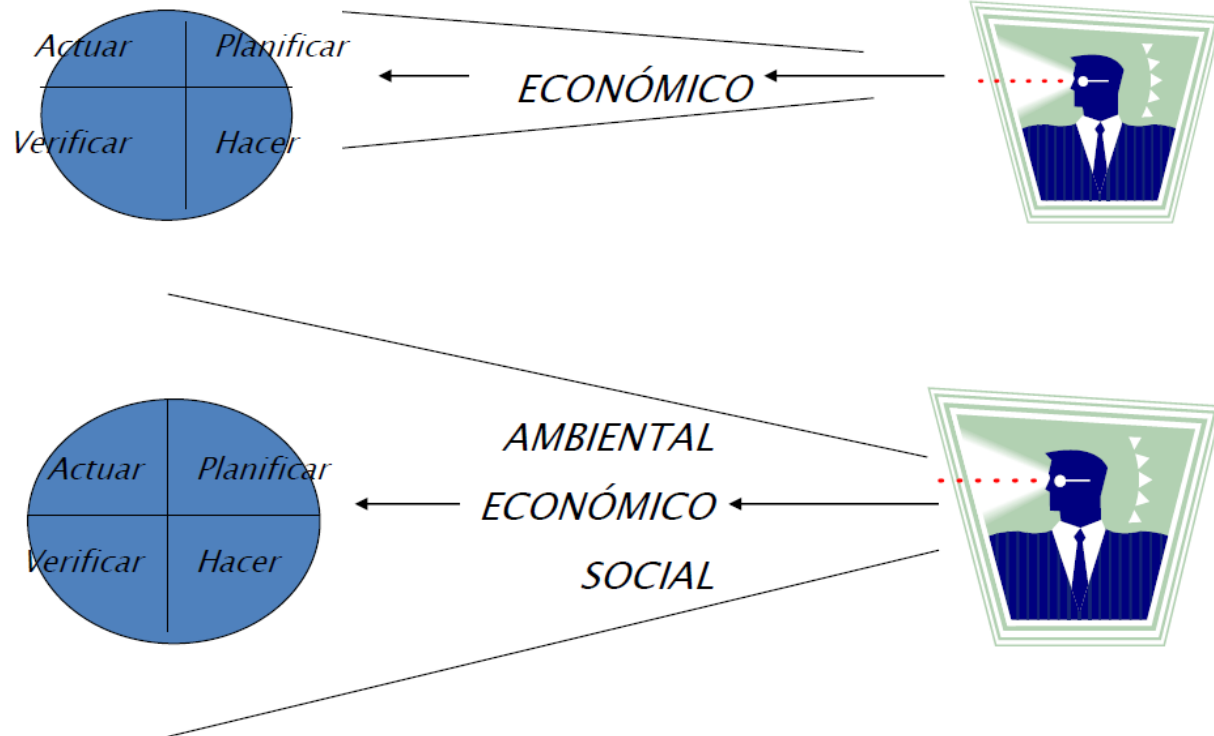 Actuar Planificar
ECONÓMICO
Verificar Hacer
AMBIENTAL
Actuar Planificar
ECONÓMICO
Verificar Hacer
SOCIAL